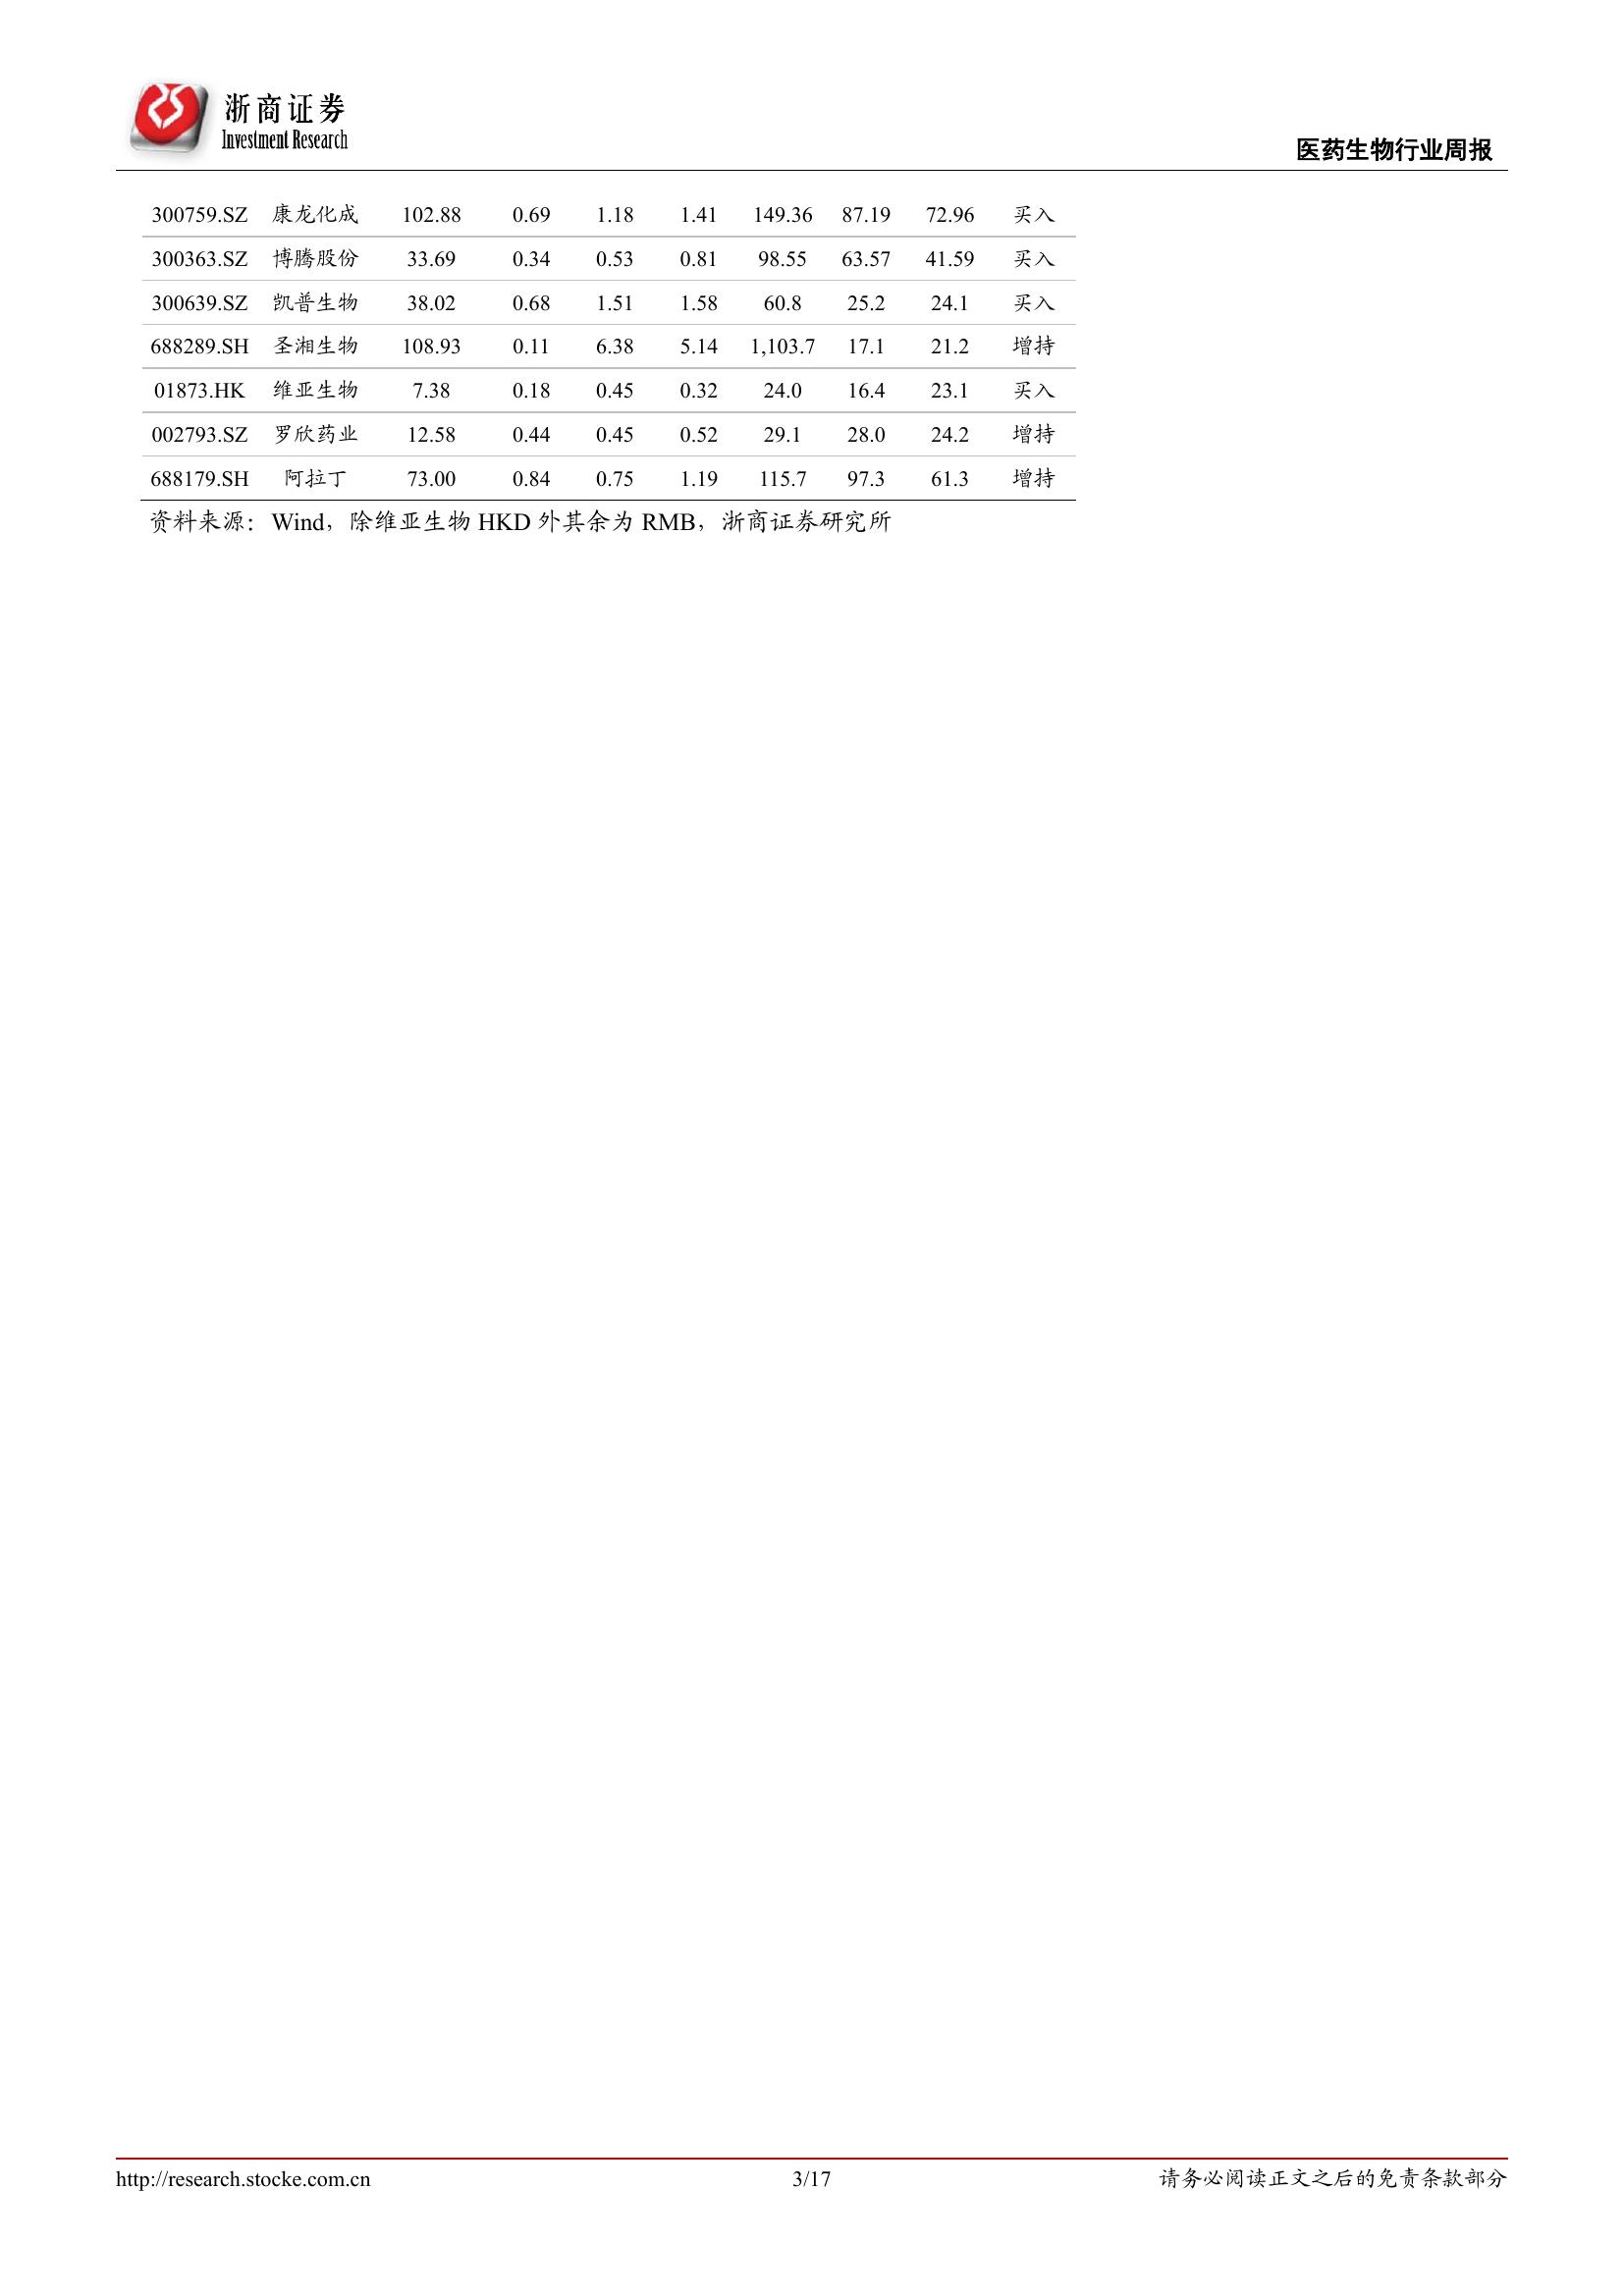 浙商证券
Investment Research
医药生物行业周报
300759.SZ 康龙化成 102.88 0.69 1.18 1.41 149.36 87.19 72.96 买入
300363.SZ 博腾股份 33.69 0.34 0.53 0.81 98.55 63.57 41.59 买入
300639.SZ 凯普生物 38.02 0.68 1.51 1.58 60.8 25.2 24.1 买入
688289.SH 圣湘生物 108.93 0.11 6.38 5.14 1,103.7 17.1 21.2 增持
01873.HK 维亚生物 7.38 0.18 0.45 0.32 24.0 16.4 23.1 买入
002793.SZ 罗欣药业 12.58 0.44 0.45 0.52 29.1 28.0 24.2 增持
688179.SH 阿拉丁 73.00 0.84 0.75 1.19 115.7 97.3 61.3 增持
资料来源：Wind，除维亚生物 HKD 外其余为 RMB，浙商证券研究所
http://research.stocke.com.cn 3/17 请务必阅读正文之后的免责条款部分